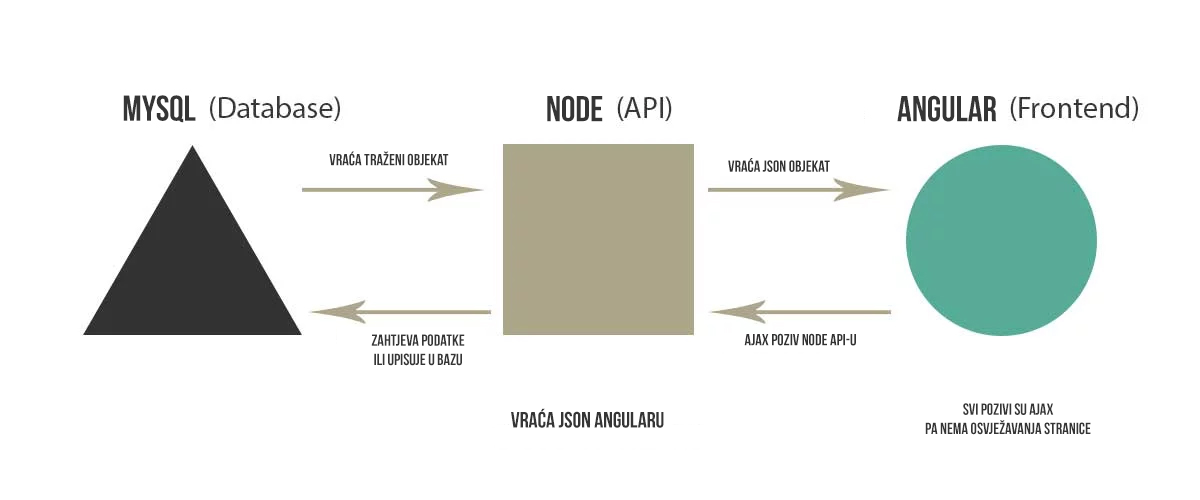 MYSQL (Database)
NODE (API)
ANGULAR (Frontend)
VRAĆA TRAŽENI OBJEKAT
VRAĆA JSON OBJEKAT
ZAHTJEVA PODATKE
ILI UPISUJE U BAZU
AJAX POZIV NODE API-U
VRAĆA JSON ANGULARU
SVI POZIVI SU AJAX
PA NEMA OSVJEŽAVANJA STRANICE